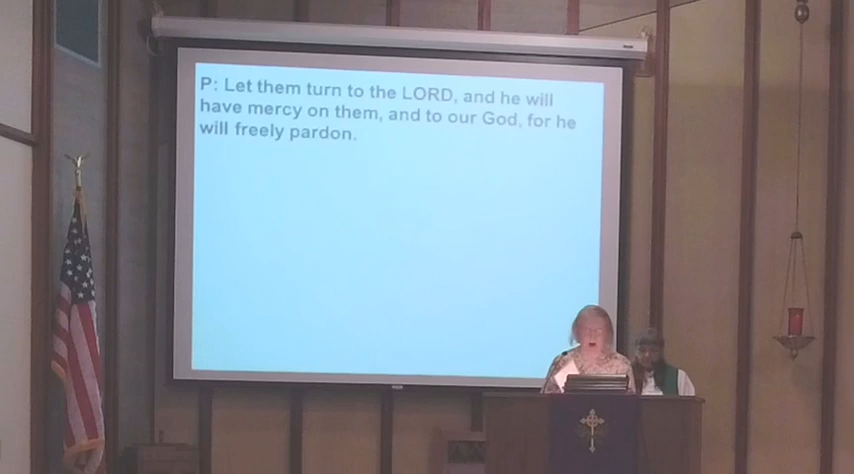 P: Let them turn to the LORD, and he will
have mercy on them, and to our God, for he
will freely pardon.